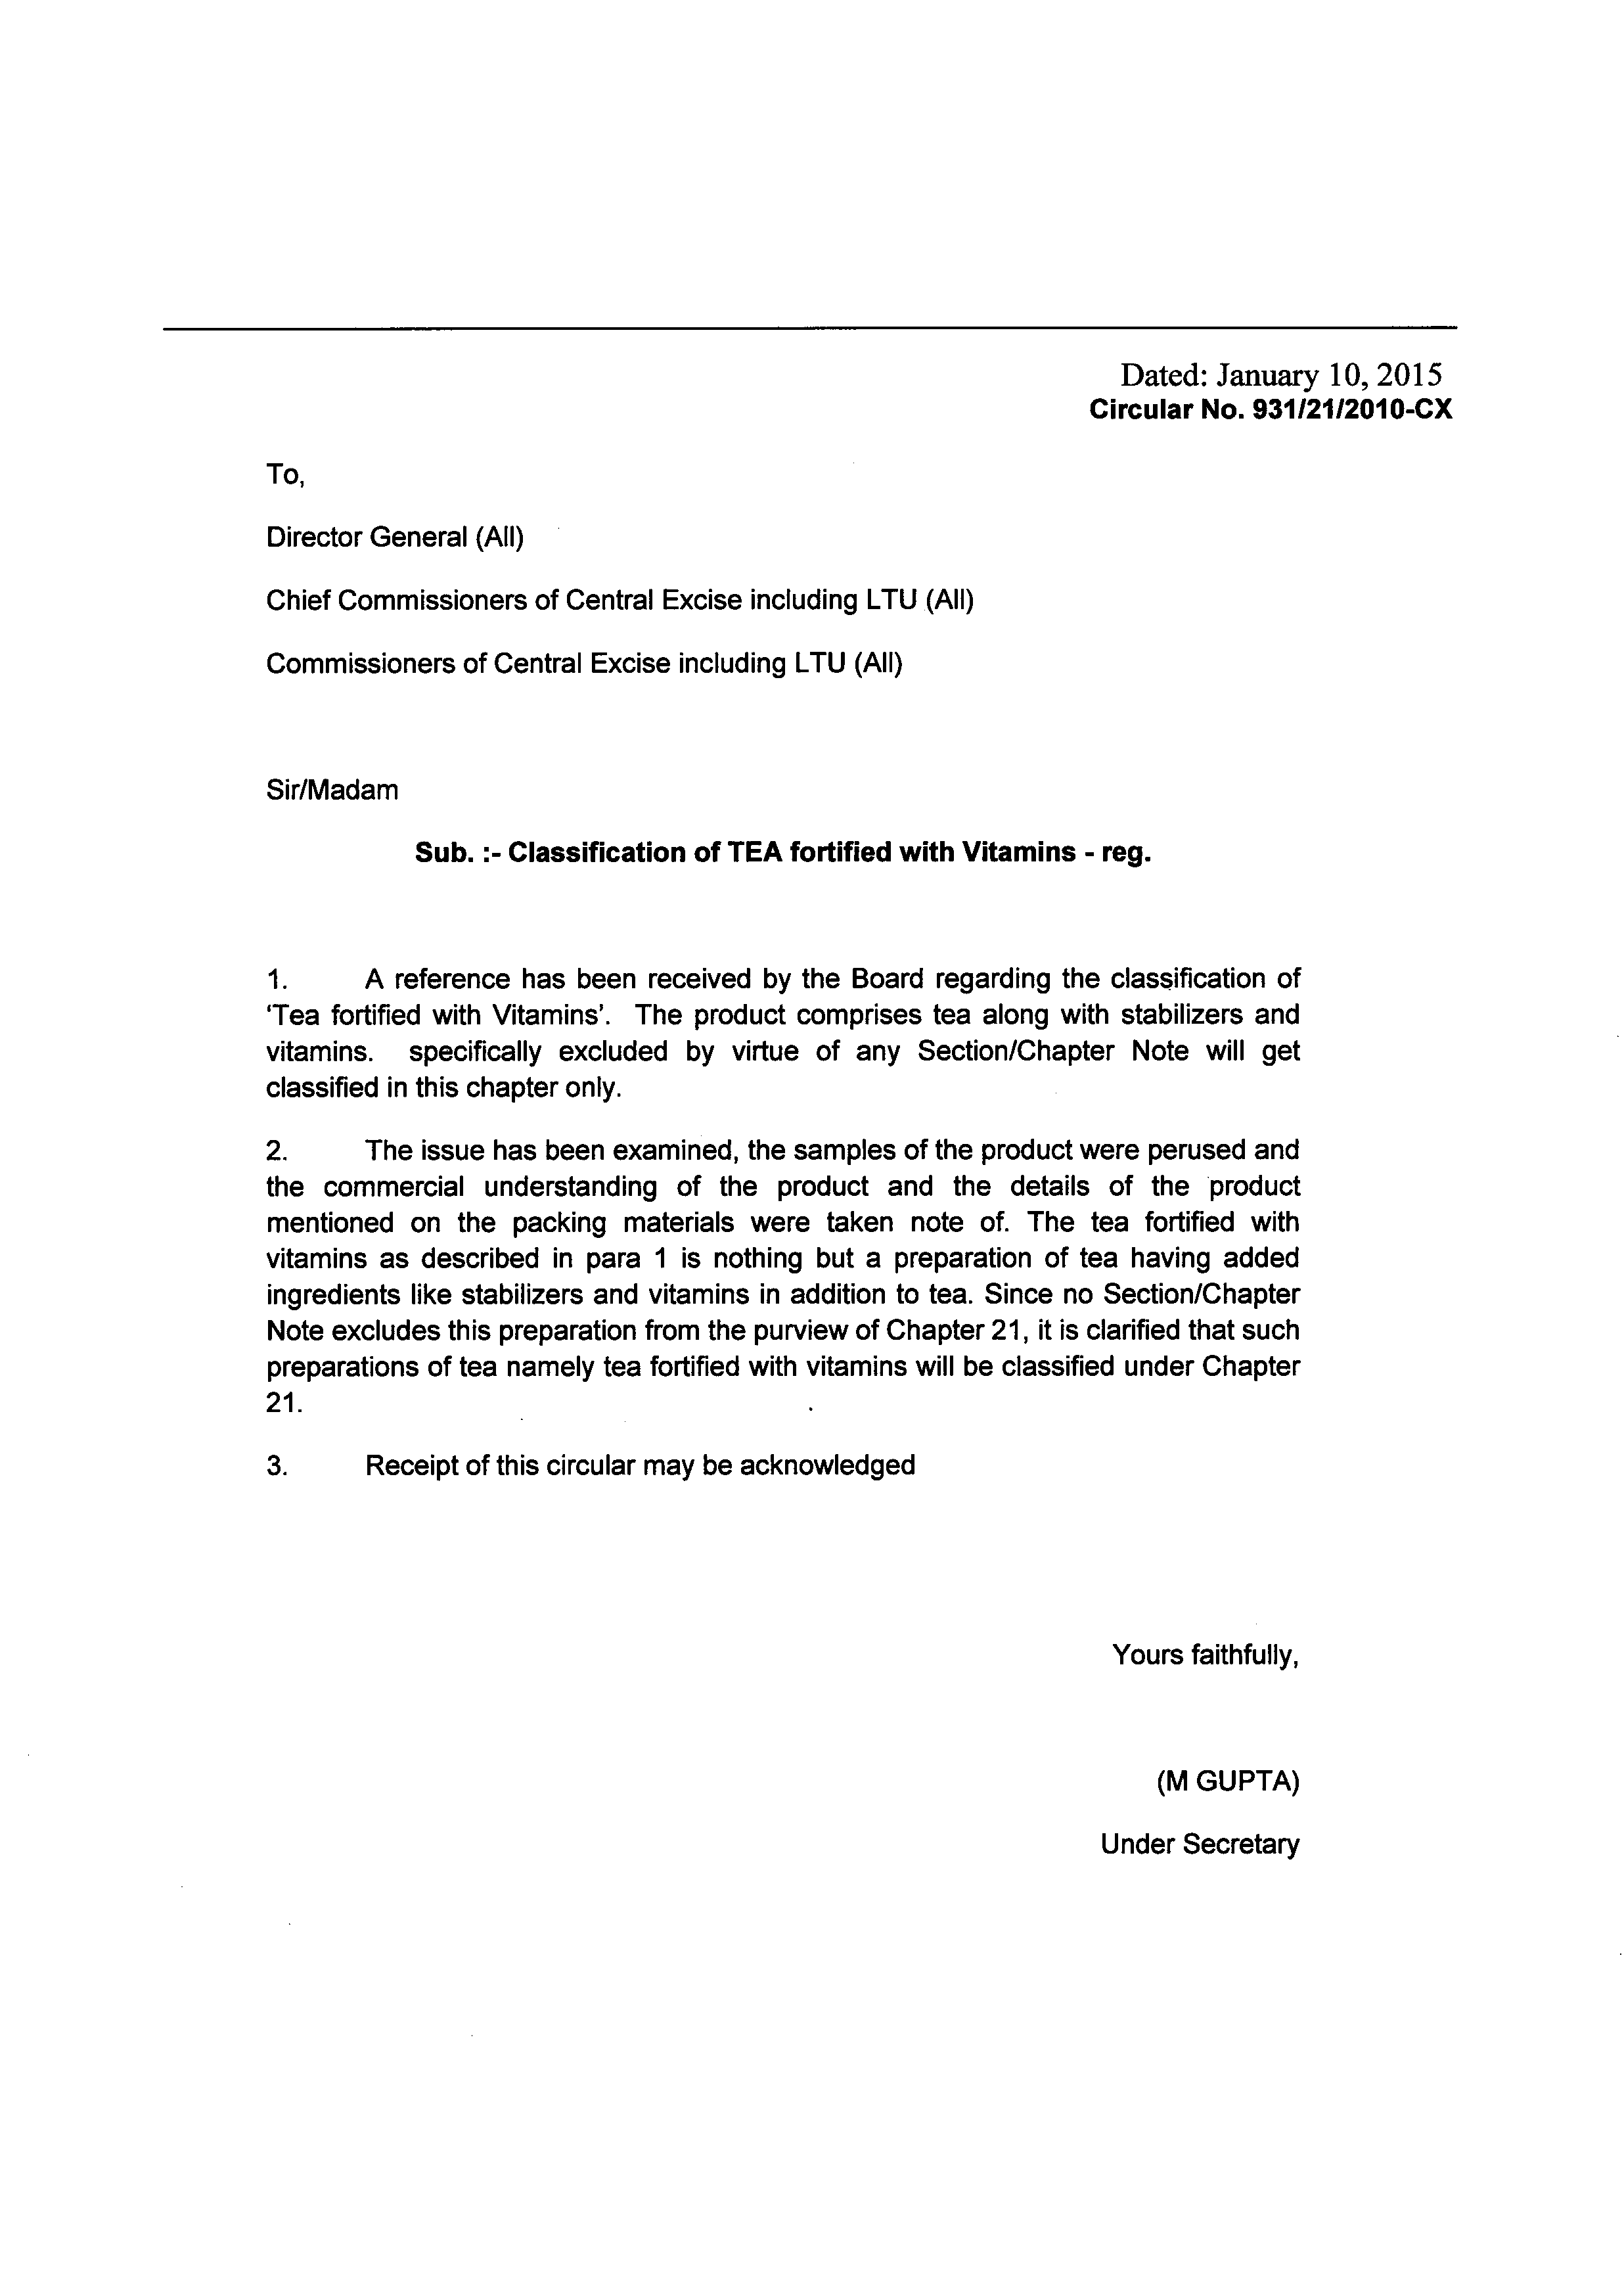 Dated: January 10, 2015
Circular No. 931/21/2010-CX
To,
Director General (All)
Chief Commissioners of Central Excise including LTU (All)
Commissioners of Central Excise including LTU (All)
Sir/Madam
Sub. :- Classification of TEA fortified with Vitamins - reg.
1. A reference has been received by the Board regarding the classification of
‘Tea fortified with Vitamins’. The product comprises tea along with stabilizers and
vitamins. specifically excluded by virtue of any Section/Chapter Note will get
classified in this chapter only.
2. The issue has been examined, the samples of the product were perused and
the commercial understanding of the product and the details of the product
mentioned on the packing materials were taken note of. The tea fortified with
vitamins as described in para 1 is nothing but a preparation of tea having added
ingredients like stabilizers and vitamins in addition to tea. Since no Section/Chapter
Note excludes this preparation from the purview of Chapter 21, it is clarified that such
preparations of tea namely tea fortified with vitamins will be classified under Chapter
21.
3. Receipt of this circular may be acknowledged
Yours faithfully,
(M GUPTA)
Under Secretary